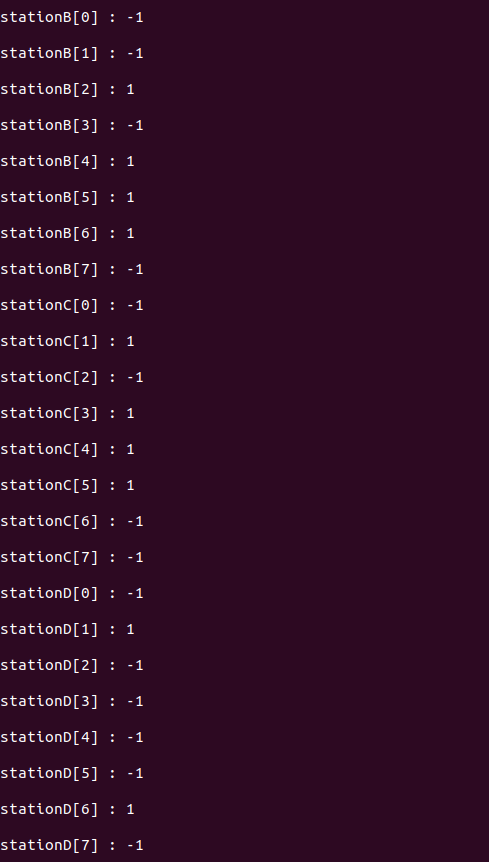 stationB[0] : -1
stationB[1] : -1
stationB[2] : 1
stationB[3] : -1
stationB[4] : 1
stationB[5] : 1
stationB[6] : 1
stationB[7] : -1
stationC[0] : -1
stationC[1] : 1
stationC[2] : -1
stationC[3] : 1
stationC[4] : 1
stationC[5] : 1
stationC[6] : -1
stationC[7] : -1
stationD[0] : -1
stationD[1] : 1
stationD[2] : -1
stationD[3] : -1
stationD[4] : -1
stationD[5] : -1
stationD[6] : 1
stationD[7] : -1